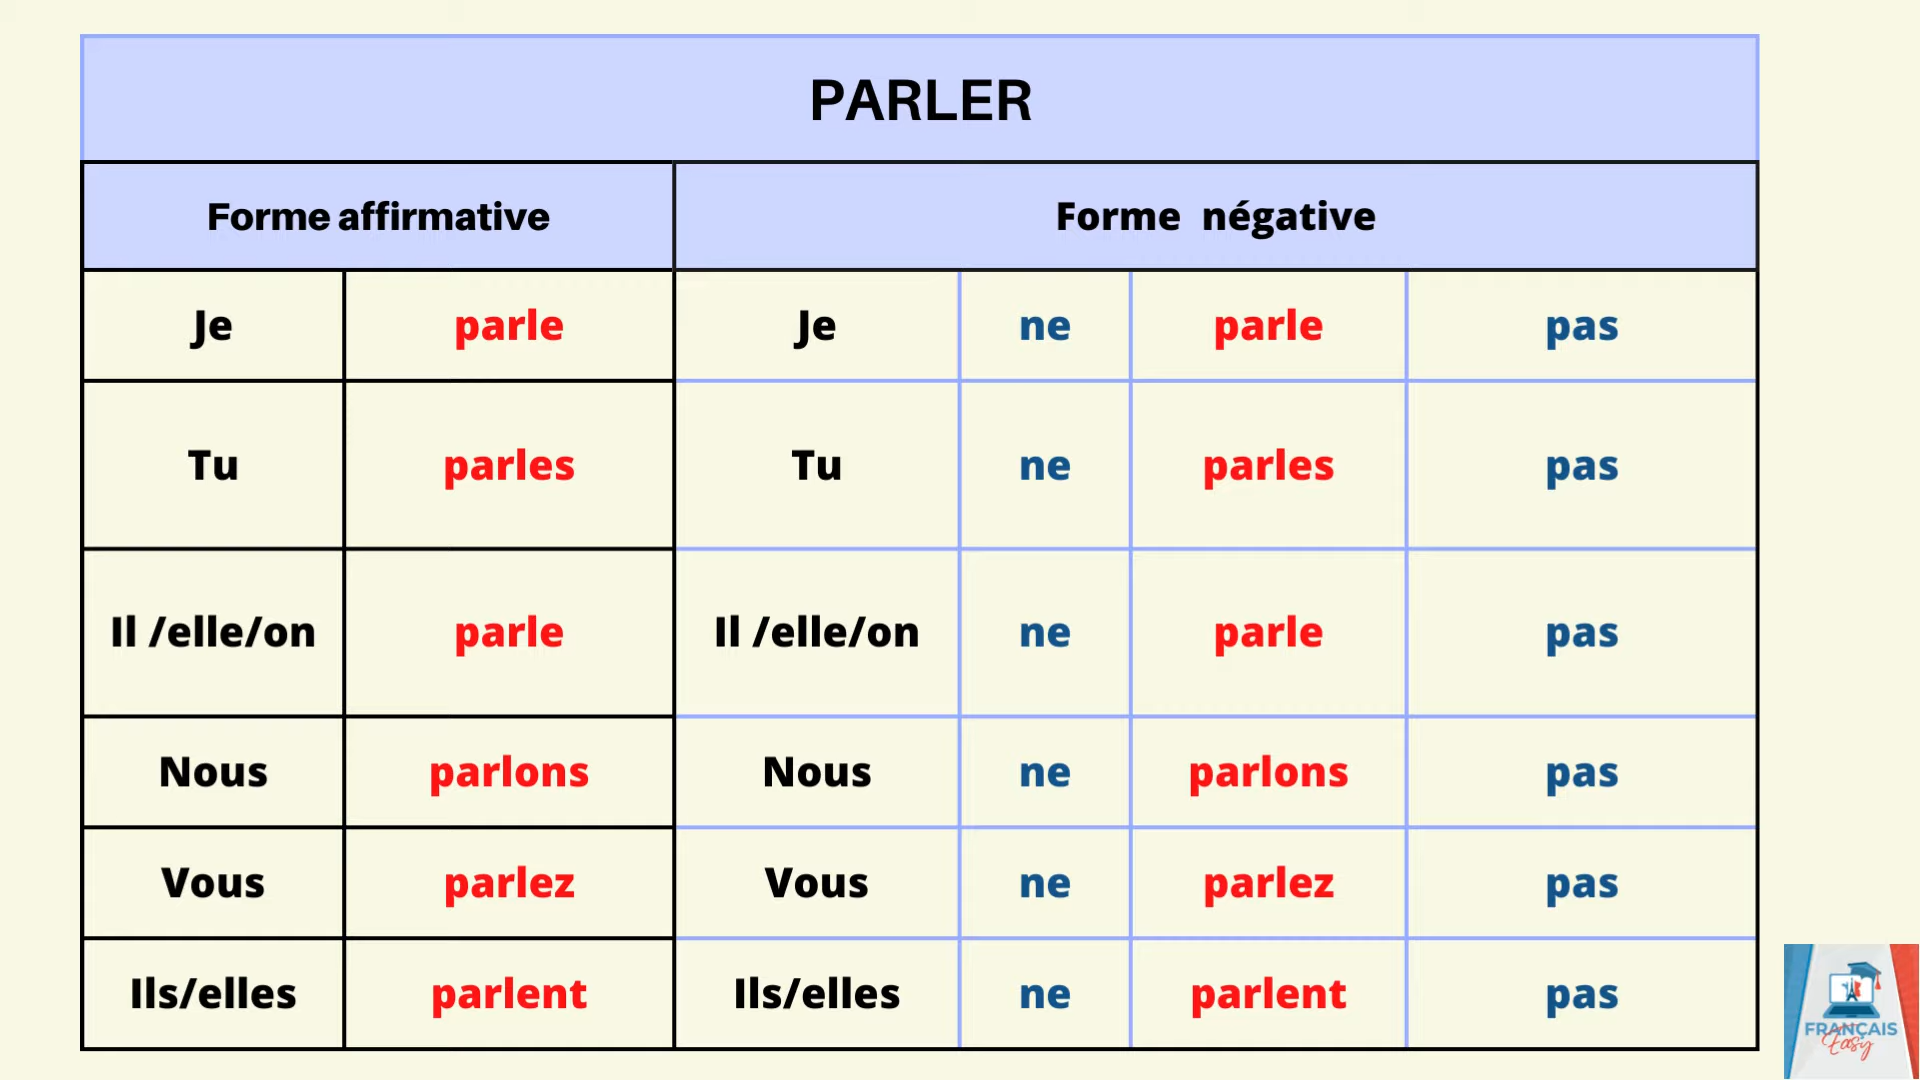 PARLER
Forme affirmative Forme négative
Je parle Je ne parle pas
Tu parles Tu ne parles pas
Il /elle/on parle Il /elle/on ne parle pas
Nous parlons Nous ne parlons pas
Vous parlez Vous ne parlez pas
Ils/elles parlent Ils/elles ne parlent pas
FRANÇAIS
Easy